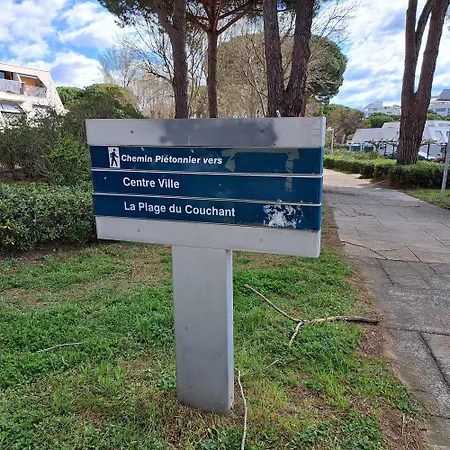 Chemin Piétonnier vers
Centre Ville
La Plage du Couchant